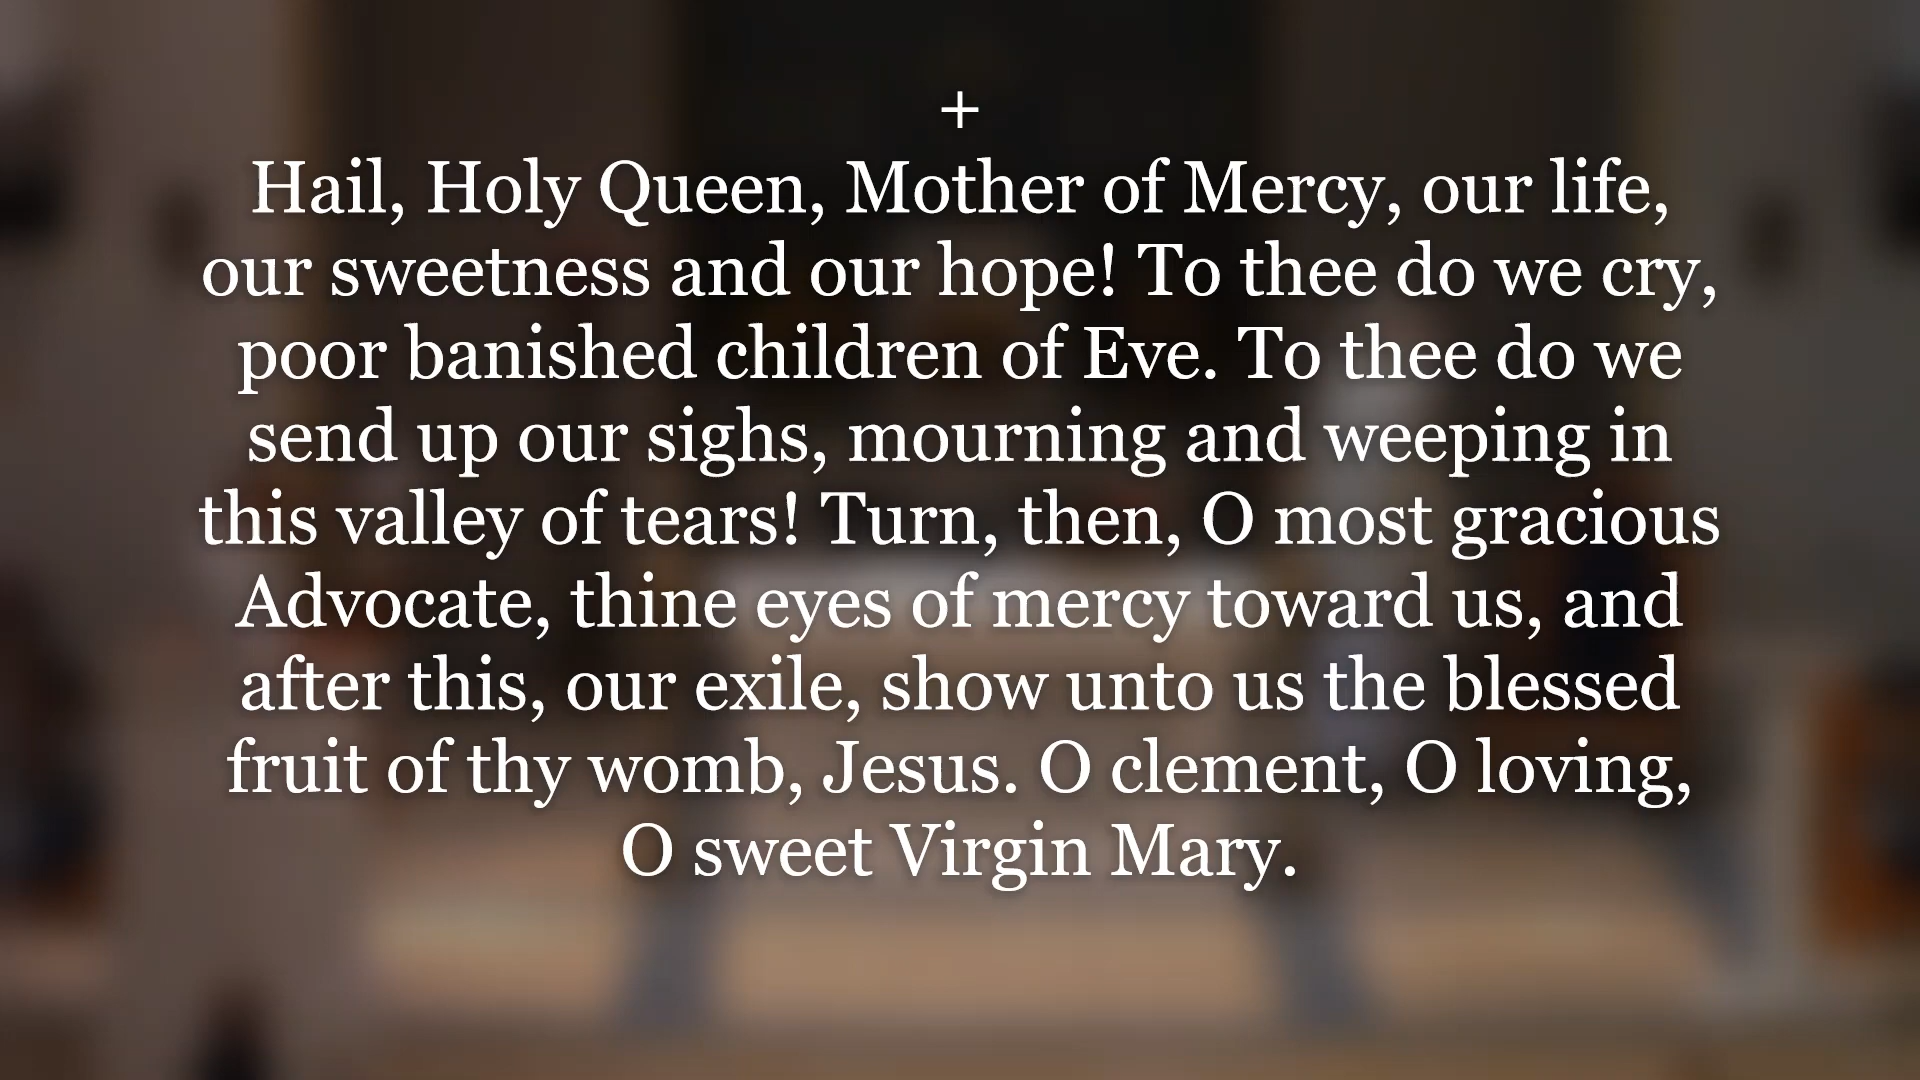 +
Hail, Holy Queen, Mother of Mercy, our life,
our sweetness and our hope! To thee do we cry,
poor banished children of Eve. To thee do we
send up our sighs, mourning and weeping in
this valley of tears! Turn, then, O most gracious
Advocate, thine eyes of mercy toward us, and
after this, our exile, show unto us the blessed
fruit of thy womb, Jesus. O clement, O loving,
O sweet Virgin Mary.